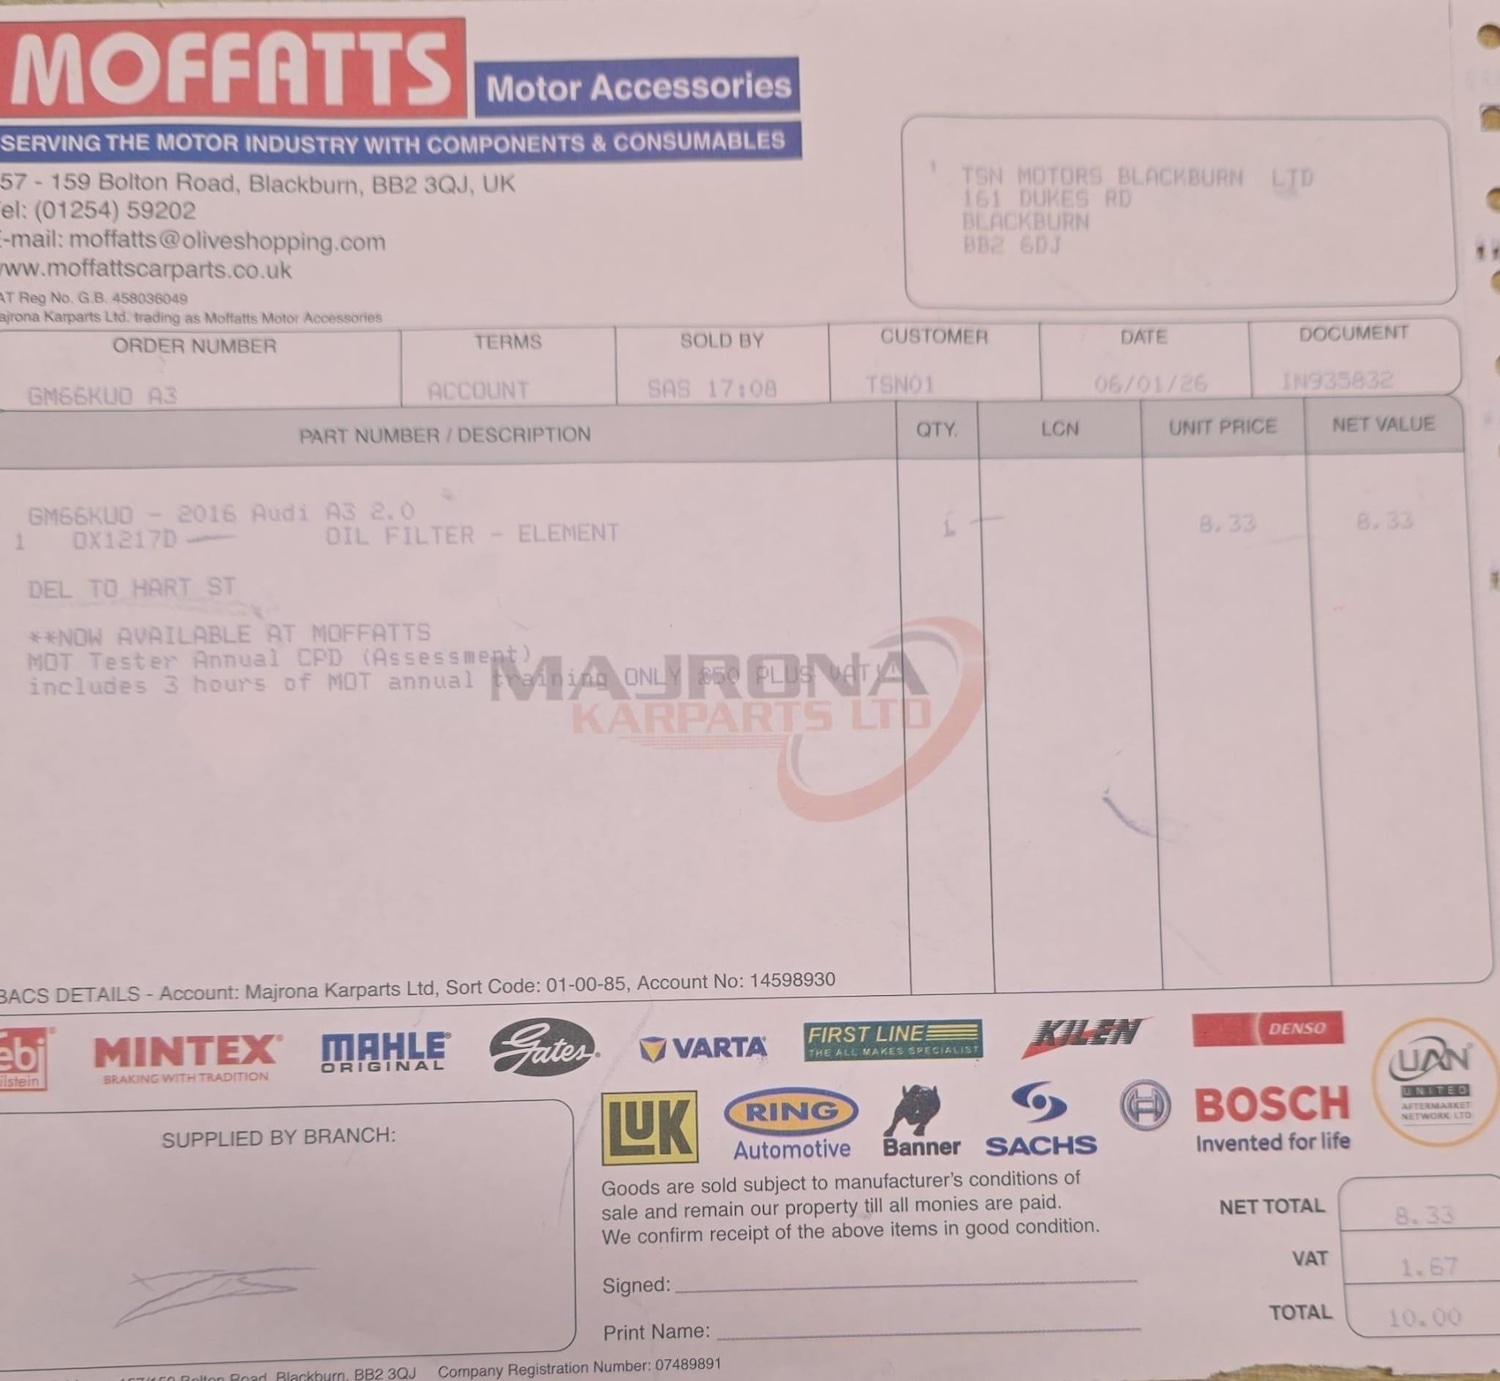 MOFFATTS
Motor Accessories
SERVING THE MOTOR INDUSTRY WITH COMPONENTS & CONSUMABLES
57 - 159 Bolton Road, Blackburn, BB2 3QJ, UK
el: (01254) 59202
E-mail: moffatts@oliveshopping.com
www.moffattscarparts.co.uk
AT Reg No. G.B. 458036049
ajrona Karparts Ltd. trading as Moffatts Motor Accessories
TSN MOTORS BLACKBURN LTD
161 DUKES RD
BLACKBURN
BB2 6DJ
ORDER NUMBER TERMS SOLD BY CUSTOMER DATE DOCUMENT
GM66KUO A3 ACCOUNT SAS 17:08 TSN01 06/01/26 IN935832
PART NUMBER / DESCRIPTION QTY. LCN UNIT PRICE NET VALUE
GM66KUO - 2016 Audi A3 2.0
1 OX1217D OIL FILTER - ELEMENT 1 8.33 8.33
DEL TO HART ST
**NOW AVAILABLE AT MOFFATTS
MOT Tester Annual CPD (Assessment)
includes 3 hours of MOT annual training ONLY £50 PLUS VAT
MAJRONA
KARPARTS LTD
BACS DETAILS - Account: Majrona Karparts Ltd, Sort Code: 01-00-85, Account No: 14598930
ebi
ilstein
MINTEX
BRAKING WITH TRADITION
MAHLE
ORIGINAL
Gates
VARTA
FIRST LINE
THE ALL MAKES SPECIALIST
KILEN
DENSO
UAN
UNITED
AFTERMARKET
NETWORK LTD
LUK
RING
Automotive
Banner
SACHS
BOSCH
Invented for life
SUPPLIED BY BRANCH:
Goods are sold subject to manufacturer's conditions of
sale and remain our property till all monies are paid.
We confirm receipt of the above items in good condition.
Signed:
Print Name:
NET TOTAL 8.33
VAT 1.67
TOTAL 10.00
157/159 Bolton Road, Blackburn, BB2 3QJ Company Registration Number: 07489891